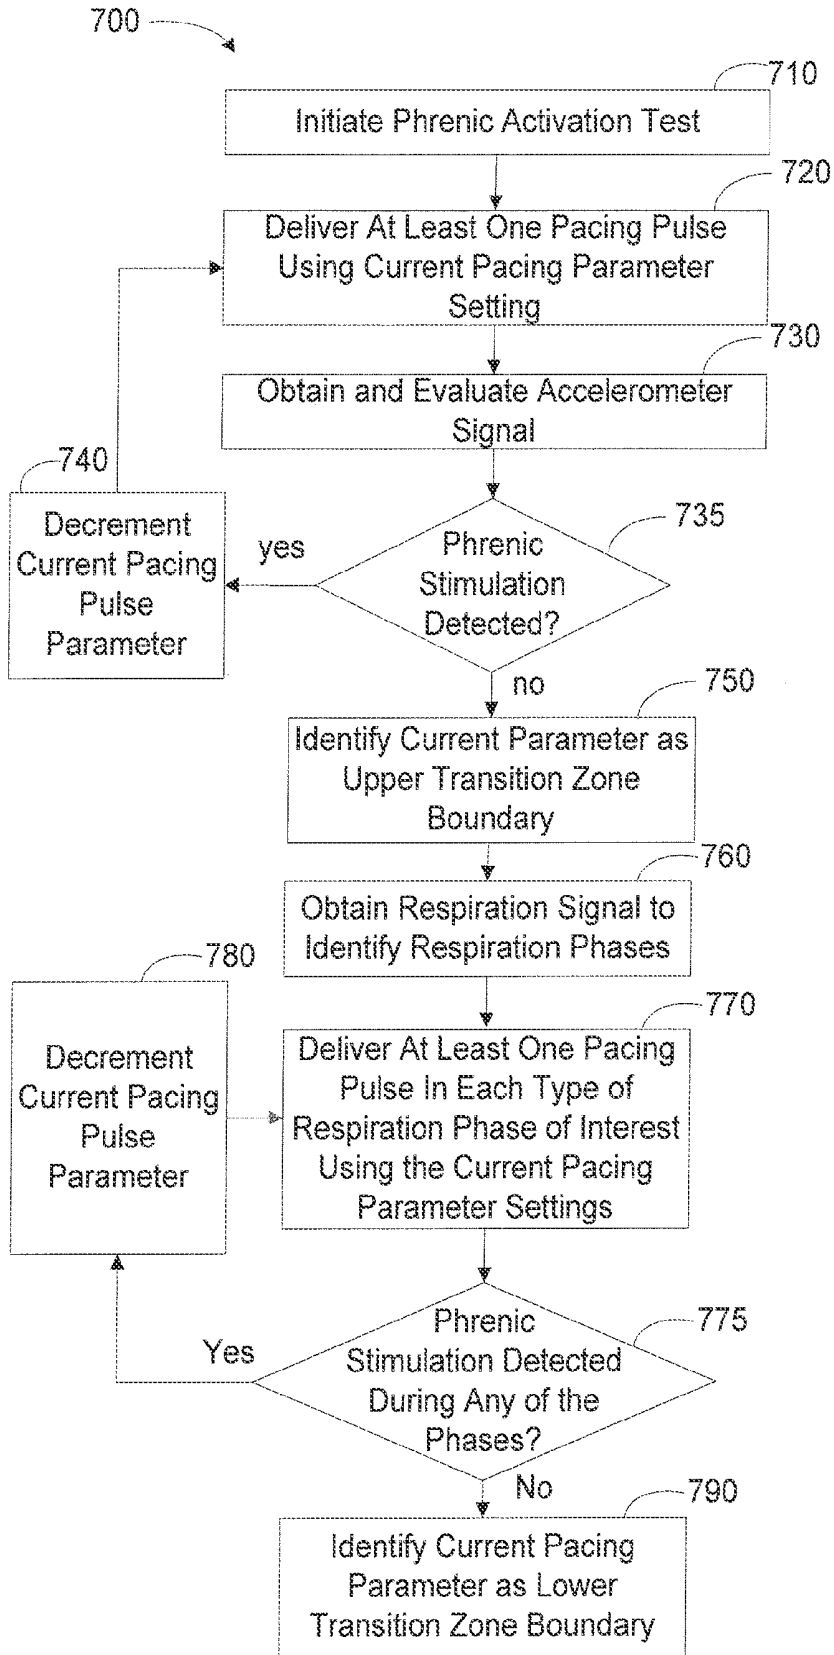 700
710
Initiate Phrenic Activation Test
720
Deliver At Least One Pacing Pulse
Using Current Pacing Parameter
Setting
730
Obtain and Evaluate Accelerometer
Signal
740
Decrement
Current Pacing
Pulse
Parameter
yes
735
Phrenic
Stimulation
Detected?
no
750
Identify Current Parameter as
Upper Transition Zone
Boundary
760
Obtain Respiration Signal to
Identify Respiration Phases
780
Decrement
Current Pacing
Pulse
Parameter
770
Deliver At Least One Pacing
Pulse In Each Type of
Respiration Phase of Interest
Using the Current Pacing
Parameter Settings
775
Phrenic
Stimulation Detected
During Any of the
Phases?
Yes
No
790
Identify Current Pacing
Parameter as Lower
Transition Zone Boundary